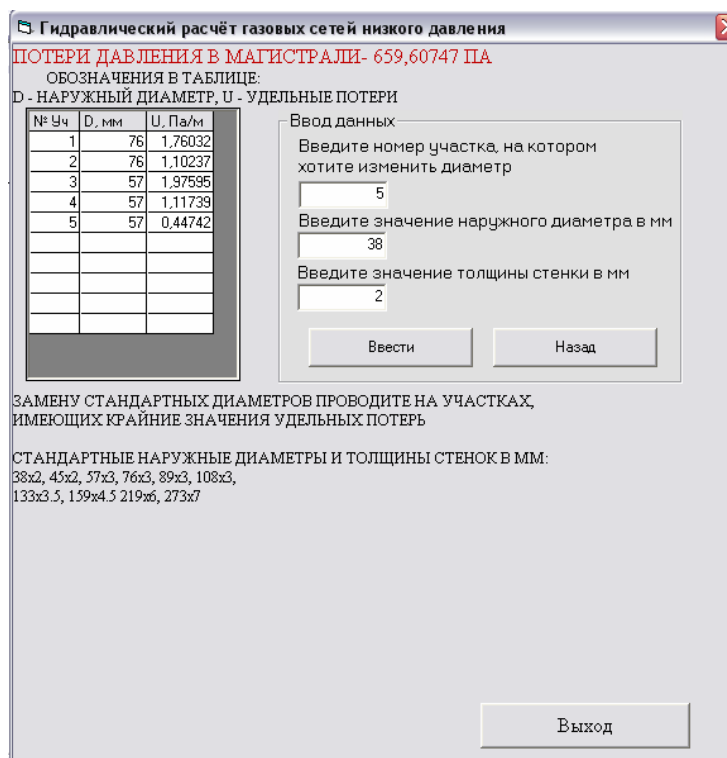 Гидравлический расчёт газовых сетей низкого давления
ПОТЕРИ ДАВЛЕНИЯ В МАГИСТРАЛИ- 659,60747 ПА
ОБОЗНАЧЕНИЯ В ТАБЛИЦЕ:
D - НАРУЖНЫЙ ДИАМЕТР, U - УДЕЛЬНЫЕ ПОТЕРИ
№ Уч D, мм U, Па/м
1 76 1,76032
2 76 1,10237
3 57 1,97595
4 57 1,11739
5 57 0,44742
Ввод данных
Введите номер участка, на котором
хотите изменить диаметр
5
Введите значение наружного диаметра в мм
38
Введите значение толщины стенки в мм
2
Ввести Назад
ЗАМЕНУ СТАНДАРТНЫХ ДИАМЕТРОВ ПРОВОДИТЕ НА УЧАСТКАХ,
ИМЕЮЩИХ КРАЙНИЕ ЗНАЧЕНИЯ УДЕЛЬНЫХ ПОТЕРЬ
СТАНДАРТНЫЕ НАРУЖНЫЕ ДИАМЕТРЫ И ТОЛЩИНЫ СТЕНОК В ММ:
38x2, 45x2, 57x3, 76x3, 89x3, 108x3,
133x3.5, 159x4.5 219x6, 273x7
Выход